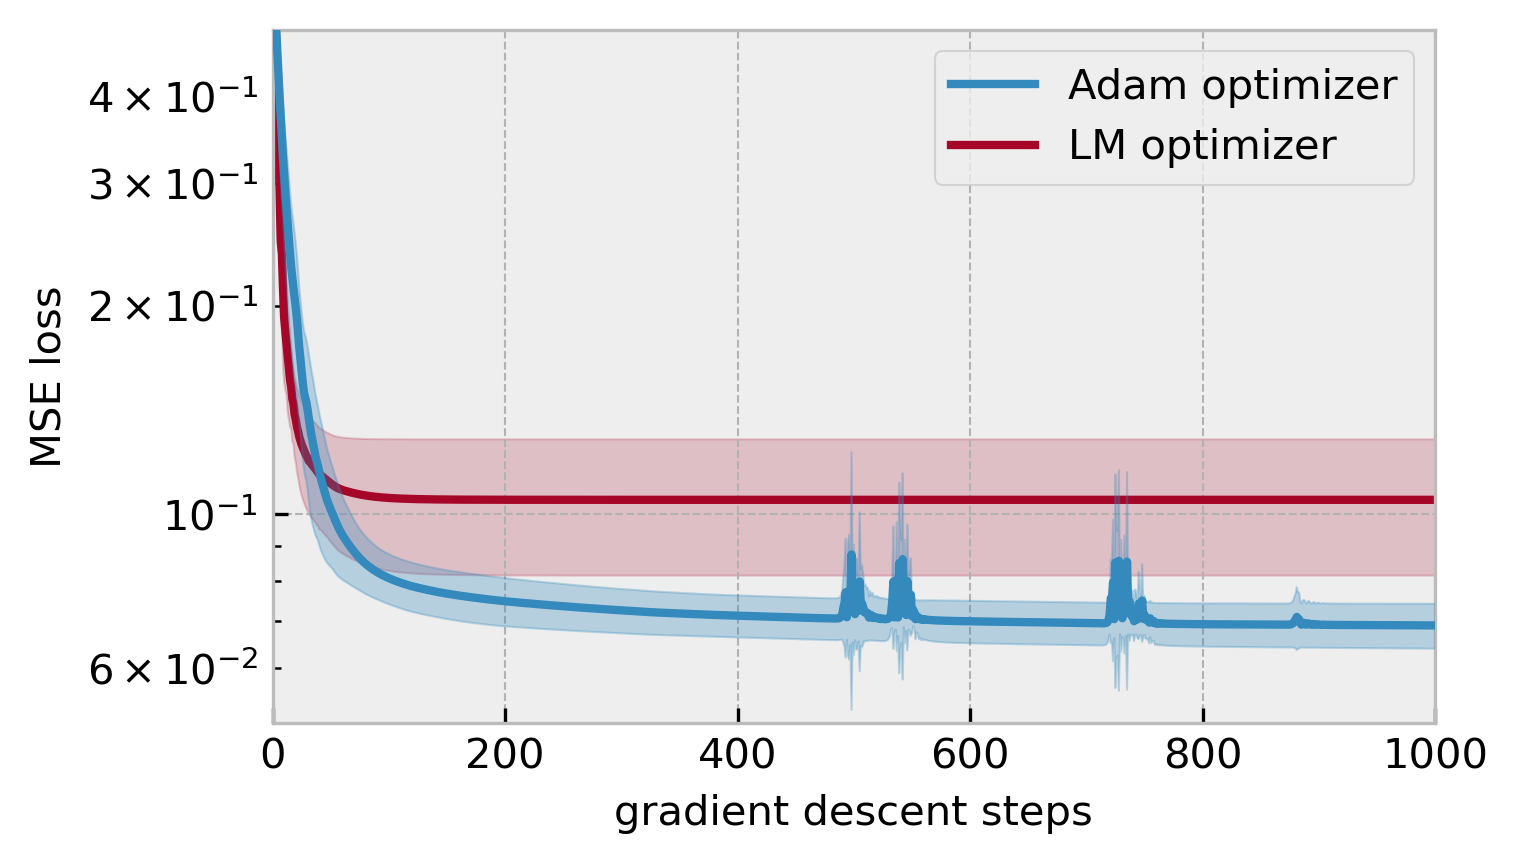 4 × 10⁻¹
3 × 10⁻¹
2 × 10⁻¹
10⁻¹
6 × 10⁻²
MSE loss
Adam optimizer
LM optimizer
0 200 400 600 800 1000
gradient descent steps